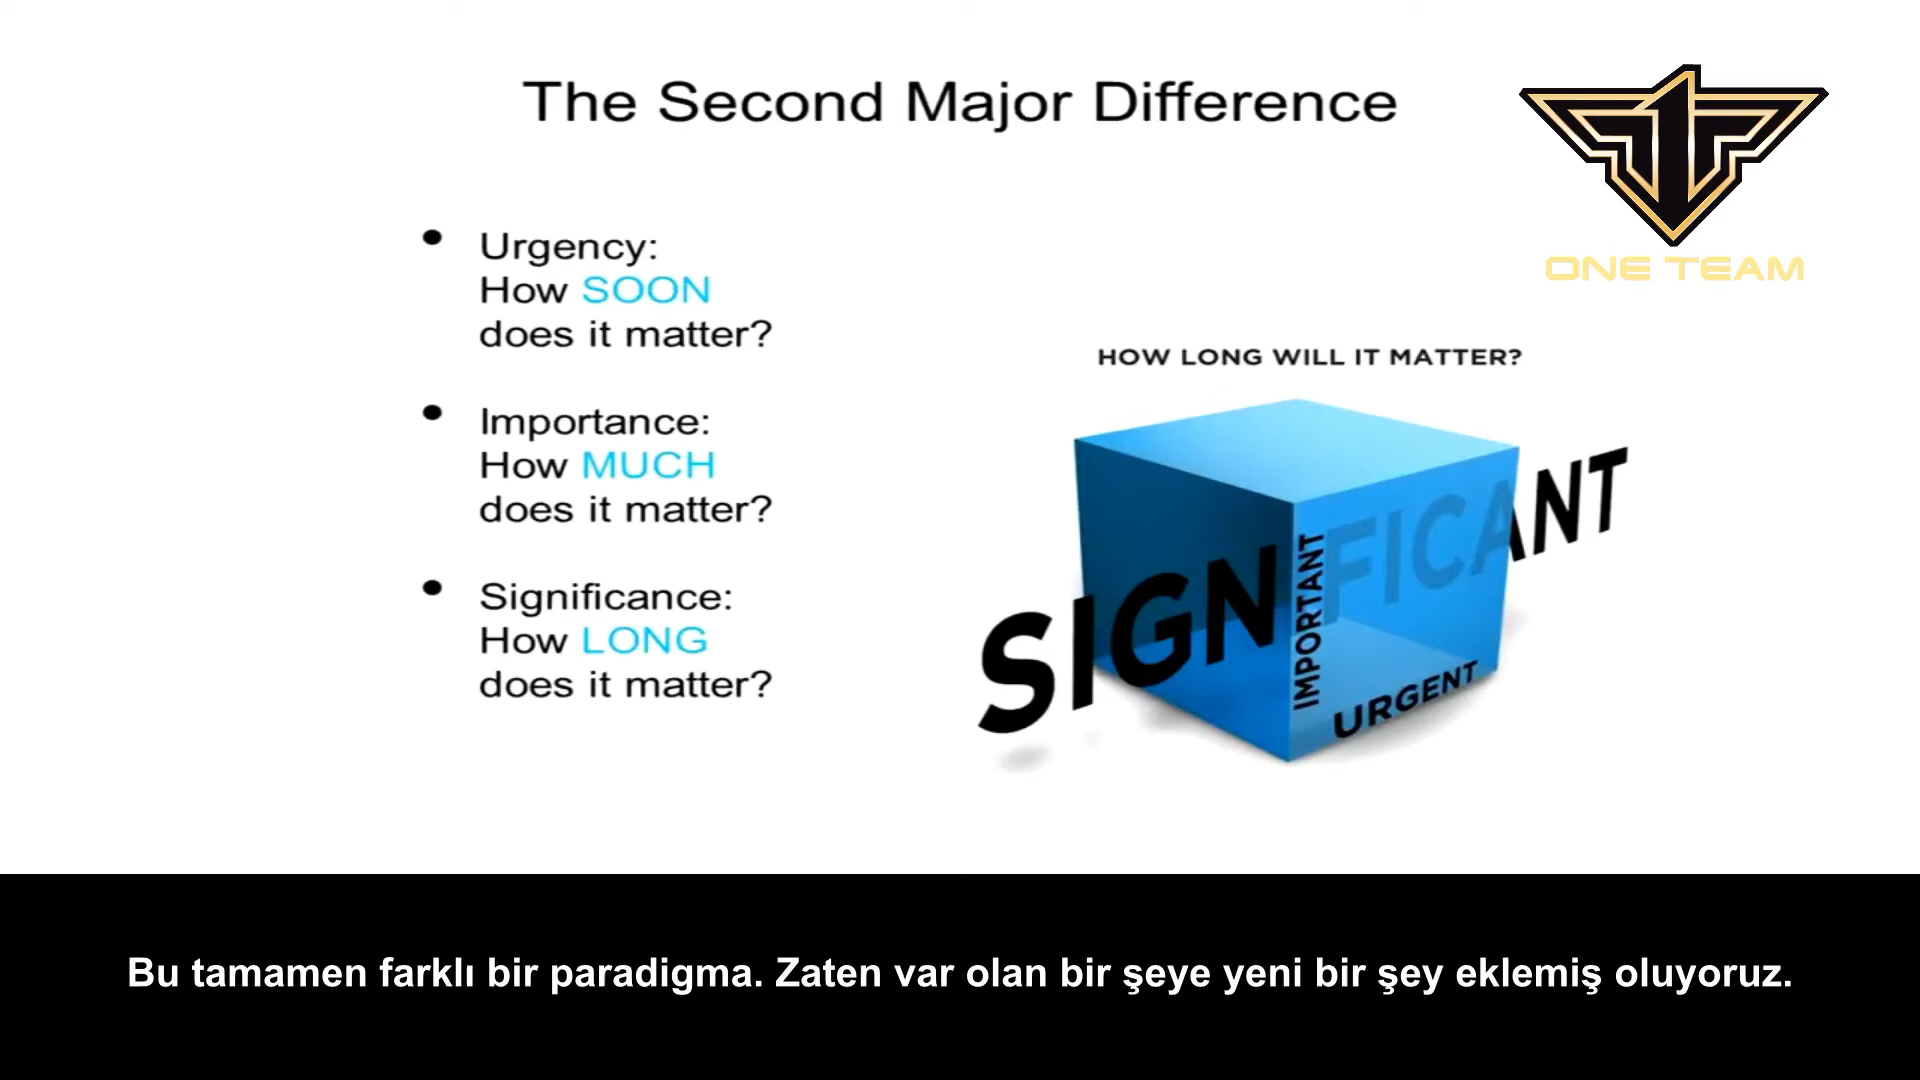 The Second Major Difference
ONE TEAM
• Urgency:
How SOON
does it matter?
• Importance:
How MUCH
does it matter?
• Significance:
How LONG
does it matter?
HOW LONG WILL IT MATTER?
SIGNIFICANT
IMPORTANT
URGENT
Bu tamamen farklı bir paradigma. Zaten var olan bir şeye yeni bir şey eklemiş oluyoruz.